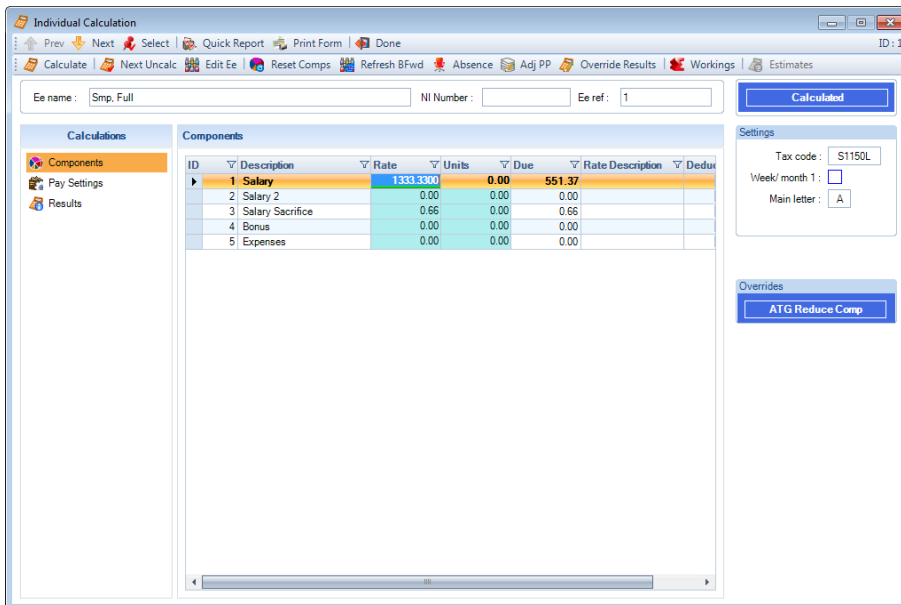 Individual Calculation
Prev Next Select Quick Report Print Form Done ID : 1
Calculate Next Uncalc Edit Ee Reset Comps Refresh BFwd Absence Adj PP Override Results Workings Estimates
Ee name : Smp, Full NI Number : Ee ref : 1 Calculated
Calculations Components Settings
Components
Pay Settings
Results
ID Description Rate Units Due Rate Description Deduc
1 Salary 1333.3300 0.00 551.37
2 Salary 2 0.00 0.00 0.00
3 Salary Sacrifice 0.66 0.00 0.66
4 Bonus 0.00 0.00 0.00
5 Expenses 0.00 0.00 0.00
Tax code : S1150L
Week/ month 1 :
Main letter : A
Overrides
ATG Reduce Comp